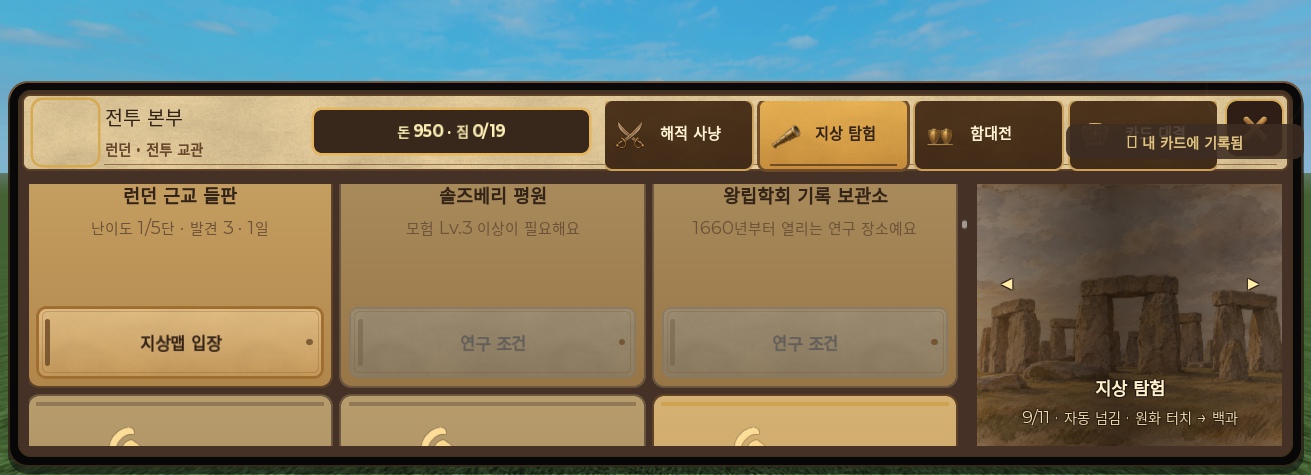 전투 본부
런던 · 전투 교관
돈 950 · 짐 0/19
해적 사냥
지상 탐험
함대전
카드 대결
내 카드에 기록됨
런던 근교 들판
난이도 1/5단 · 발견 3 · 1일
지상맵 입장
솔즈베리 평원
모험 Lv.3 이상이 필요해요
연구 조건
왕립학회 기록 보관소
1660년부터 열리는 연구 장소예요
연구 조건
지상 탐험
9/11 · 자동 넘김 · 원화 터치 → 백과